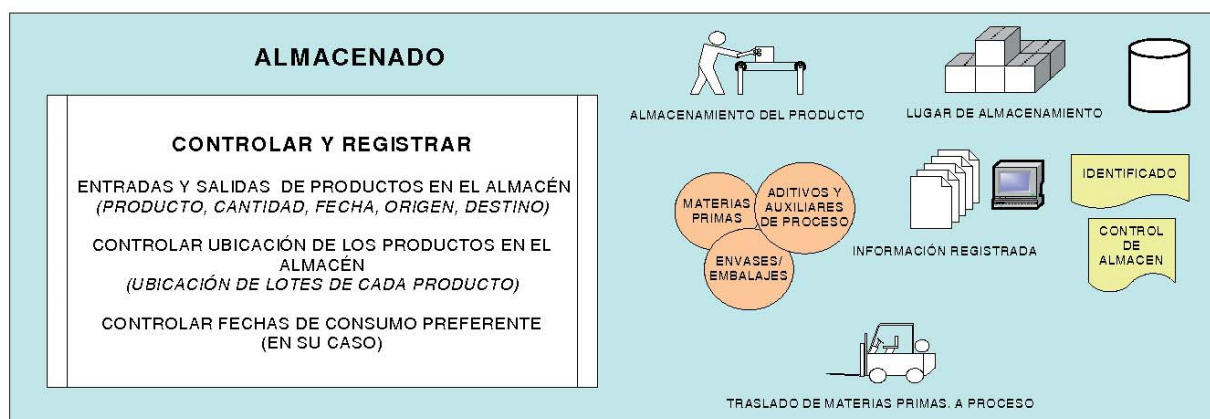 ALMACENADO
CONTROLAR Y REGISTRAR
ENTRADAS Y SALIDAS DE PRODUCTOS EN EL ALMACÉN
(PRODUCTO, CANTIDAD, FECHA, ORIGEN, DESTINO)
CONTROLAR UBICACIÓN DE LOS PRODUCTOS EN EL
ALMACÉN
(UBICACIÓN DE LOTES DE CADA PRODUCTO)
CONTROLAR FECHAS DE CONSUMO PREFERENTE
(EN SU CASO)
ALMACENAMIENTO DEL PRODUCTO
LUGAR DE ALMACENAMIENTO
MATERIAS
PRIMAS
ADITIVOS Y
AUXILIARES
DE PROCESO
ENVASES/
EMBALAJES
INFORMACIÓN REGISTRADA
IDENTIFICADO
CONTROL
DE
ALMACEN
TRASLADO DE MATERIAS PRIMAS. A PROCESO